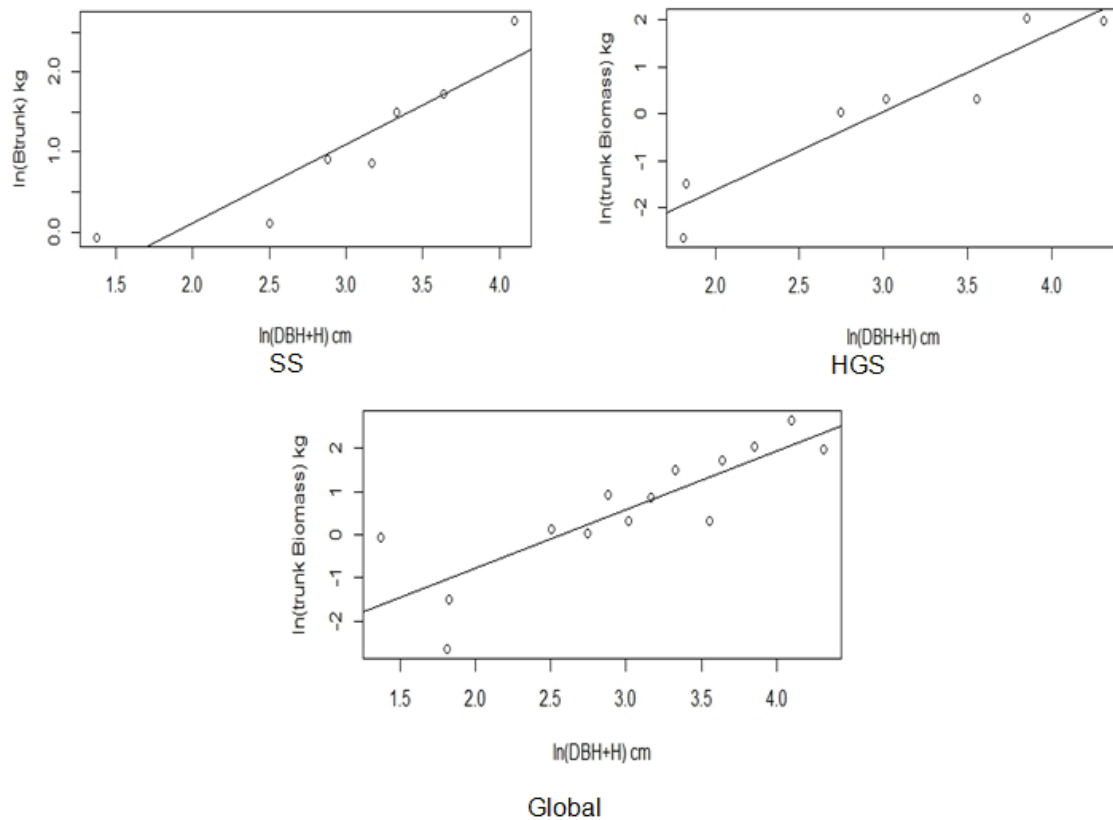 ln(Btrunk) kg
2.0
1.0
0.0
1.5 2.0 2.5 3.0 3.5 4.0
ln(DBH+H) cm
SS
ln(trunk Biomass) kg
2
1
0
-1
-2
2.0 2.5 3.0 3.5 4.0
ln(DBH+H) cm
HGS
ln(trunk Biomass) kg
2
1
0
-1
-2
1.5 2.0 2.5 3.0 3.5 4.0
ln(DBH+H) cm
Global